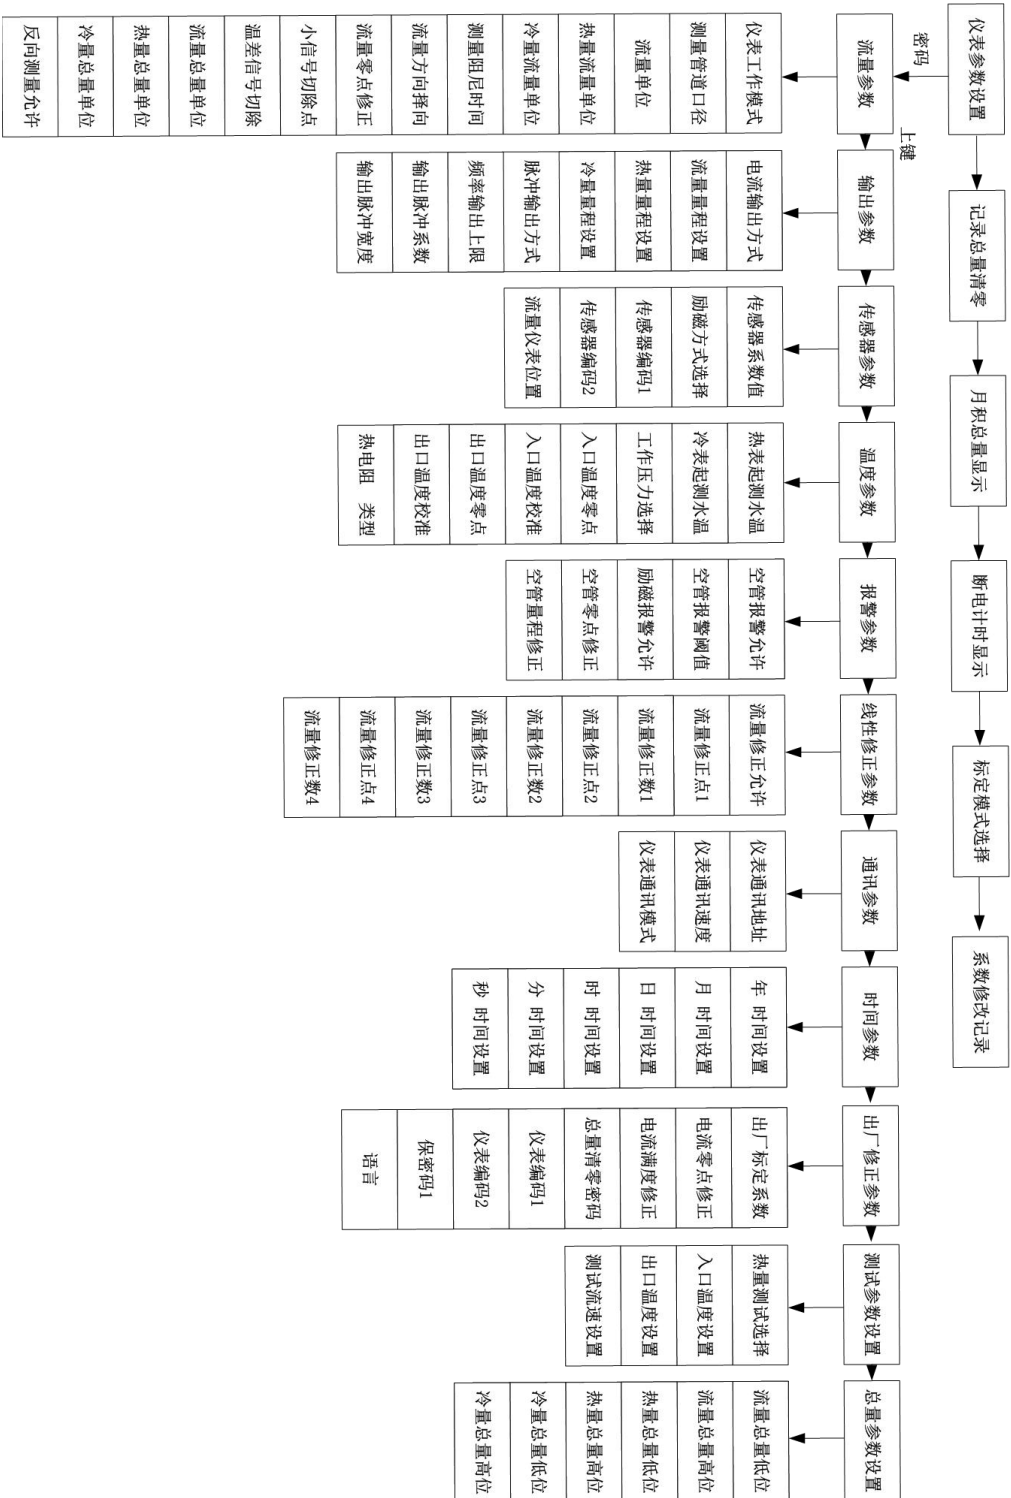 仪表参数设置
记录总量清零
月积总量显示
断电计时显示
标定模式选择
系数修改记录
密码
上键
流量参数
输出参数
传感器参数
温度参数
报警参数
线性修正参数
通讯参数
时间参数
出厂修正参数
测试参数设置
总量参数设置
仪表工作模式
测量管道口径
流量单位
热量流量单位
冷量流量单位
测量阻尼时间
流量方向择向
流量零点修正
小信号切除点
温差信号切除
流量总量单位
热量总量单位
冷量总量单位
反向测量允许
电流输出方式
流量量程设置
热量量程设置
冷量量程设置
脉冲输出方式
频率输出上限
输出脉冲系数
输出脉冲宽度
传感器系数值
励磁方式选择
传感器编码1
传感器编码2
流量仪表位置
热表起测水温
冷表起测水温
工作压力选择
入口温度零点
入口温度校准
出口温度零点
出口温度校准
热电阻 类型
空管报警允许
空管报警阈值
励磁报警允许
空管零点修正
空管量程修正
流量修正允许
流量修正点1
流量修正数1
流量修正点2
流量修正数2
流量修正点3
流量修正数3
流量修正点4
流量修正数4
仪表通讯地址
仪表通讯速度
仪表通讯模式
年 时间设置
月 时间设置
日 时间设置
时 时间设置
分 时间设置
秒 时间设置
出厂标定系数
电流零点修正
电流满度修正
总量清零密码
仪表编码1
仪表编码2
保密码1
语言
热量测试选择
入口温度设置
出口温度设置
测试流速设置
流量总量低位
流量总量高位
热量总量低位
热量总量高位
冷量总量低位
冷量总量高位